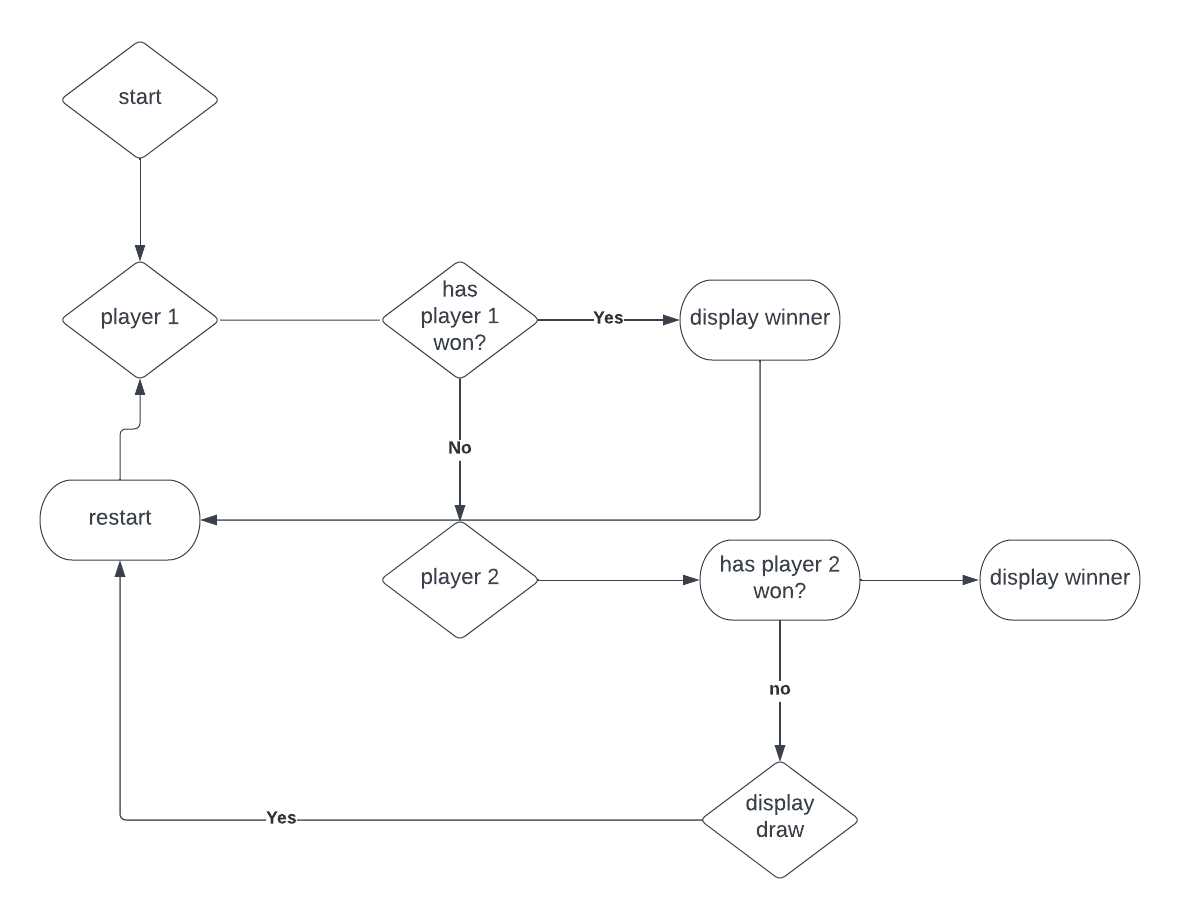 start
player 1
has
player 1
won?
Yes
display winner
No
restart
player 2
has player 2
won?
display winner
no
display
draw
Yes